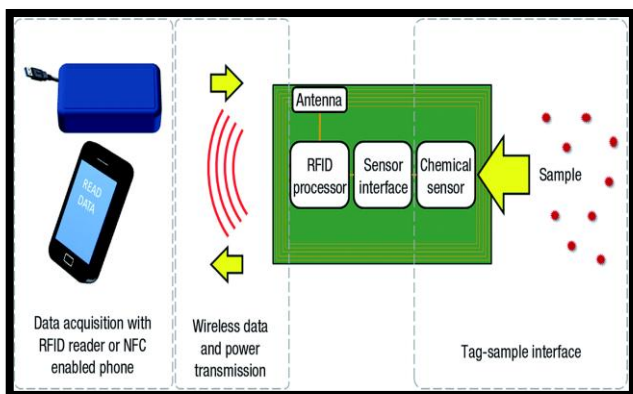 READ
DATA
Data acquisition with
RFID reader or NFC
enabled phone
Wireless data
and power
transmission
Antenna
RFID
processor
Sensor
interface
Chemical
sensor
Sample
Tag-sample interface